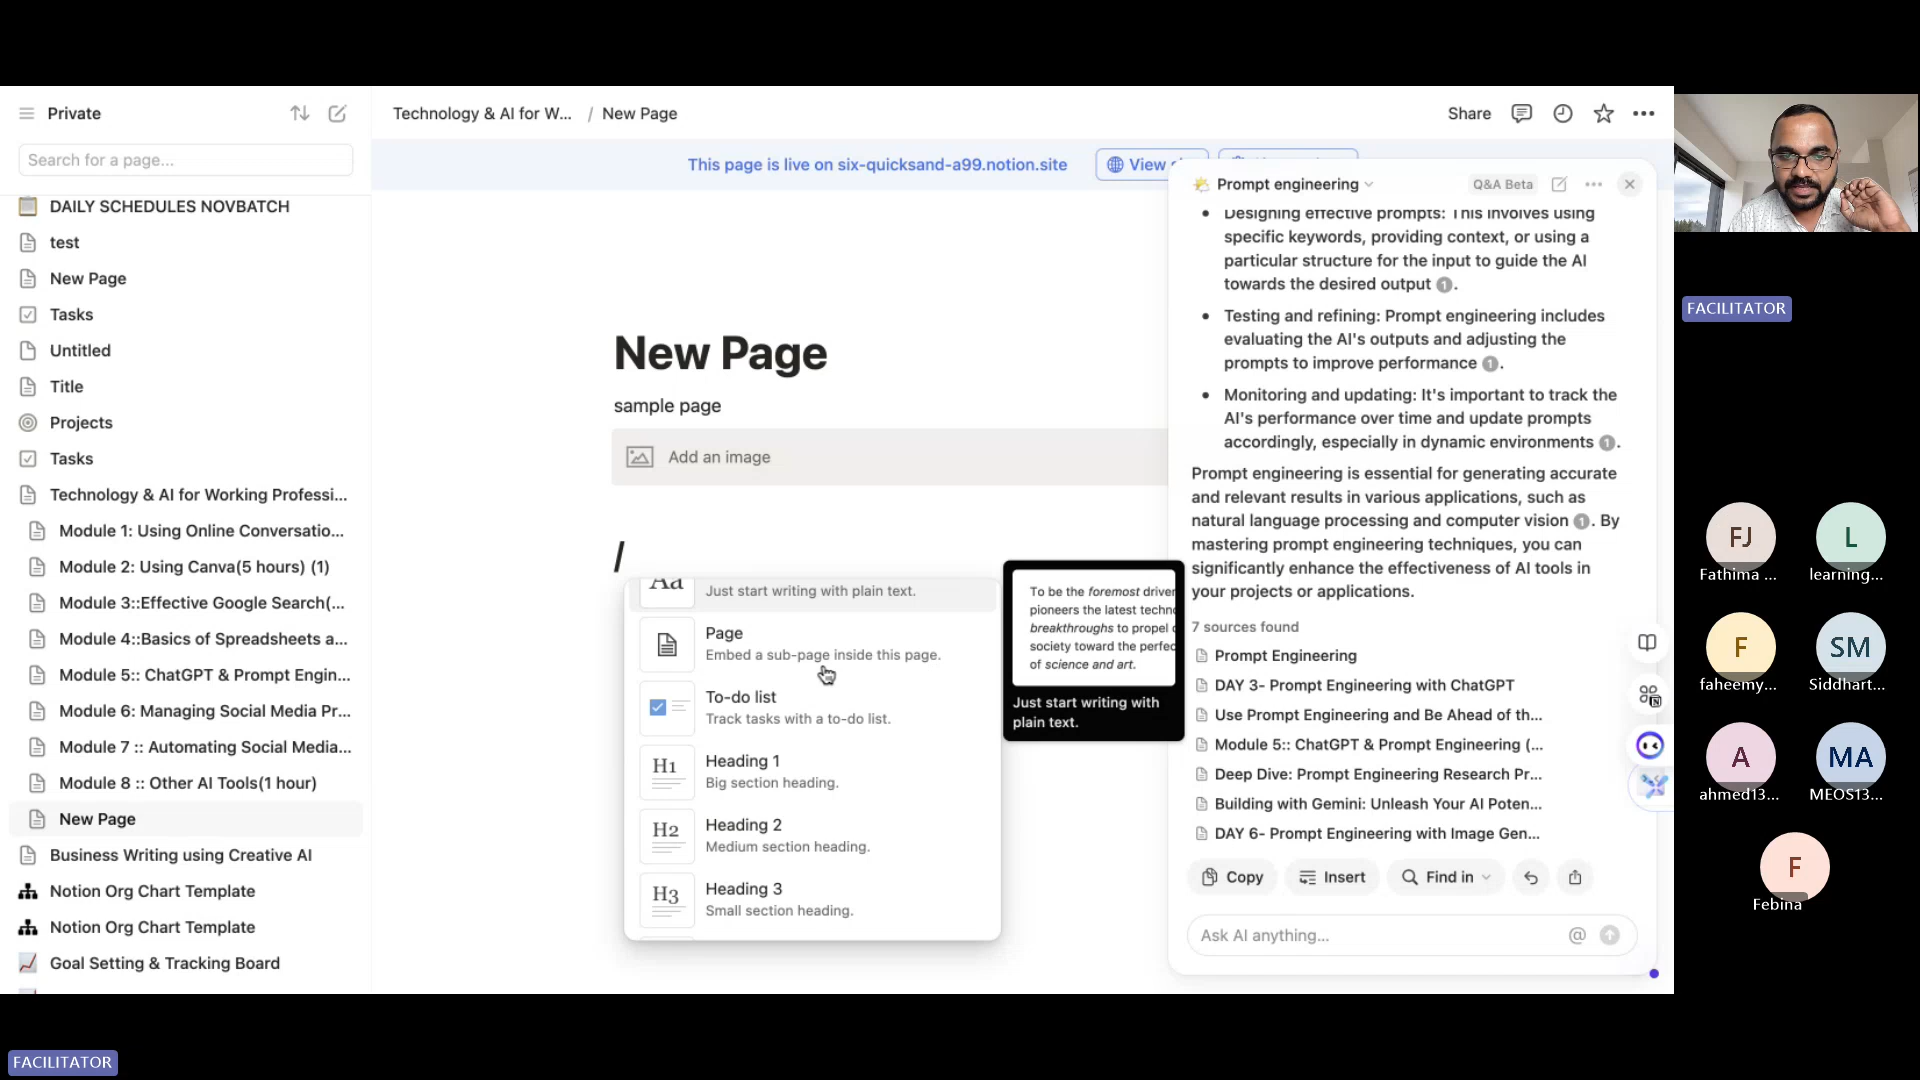 Private
Search for a page...
DAILY SCHEDULES NOVBATCH
test
New Page
Tasks
Untitled
Title
Projects
Tasks
Technology & AI for Working Professi...
Module 1: Using Online Conversatio...
Module 2: Using Canva(5 hours) (1)
Module 3::Effective Google Search(...
Module 4::Basics of Spreadsheets a...
Module 5:: ChatGPT & Prompt Engin...
Module 6: Managing Social Media Pr...
Module 7 :: Automating Social Media...
Module 8 :: Other AI Tools(1 hour)
New Page
Business Writing using Creative AI
Notion Org Chart Template
Notion Org Chart Template
Goal Setting & Tracking Board
Technology & AI for W... / New Page
Share
This page is live on six-quicksand-a99.notion.site
View
New Page
sample page
Add an image
/
Aa
Just start writing with plain text.
Page
Embed a sub-page inside this page.
To-do list
Track tasks with a to-do list.
H1
Heading 1
Big section heading.
H2
Heading 2
Medium section heading.
H3
Heading 3
Small section heading.
To be the foremost driver
pioneers the latest techno
breakthroughs to propel
society toward the perfec
of science and art.
Just start writing with
plain text.
Prompt engineering
Q&A Beta
• Designing effective prompts: This involves using
specific keywords, providing context, or using a
particular structure for the input to guide the AI
towards the desired output 1.
• Testing and refining: Prompt engineering includes
evaluating the AI's outputs and adjusting the
prompts to improve performance 1.
• Monitoring and updating: It's important to track the
AI's performance over time and update prompts
accordingly, especially in dynamic environments 1.
Prompt engineering is essential for generating accurate
and relevant results in various applications, such as
natural language processing and computer vision 1. By
mastering prompt engineering techniques, you can
significantly enhance the effectiveness of AI tools in
your projects or applications.
7 sources found
Prompt Engineering
DAY 3- Prompt Engineering with ChatGPT
Use Prompt Engineering and Be Ahead of th...
Module 5:: ChatGPT & Prompt Engineering (...
Deep Dive: Prompt Engineering Research Pr...
Building with Gemini: Unleash Your AI Poten...
DAY 6- Prompt Engineering with Image Gen...
Copy
Insert
Find in
Ask AI anything...
@
FACILITATOR
FJ
Fathima ...
L
learning...
F
faheemy...
SM
Siddhart...
A
ahmed13...
MA
MEOS13...
F
Febina
FACILITATOR